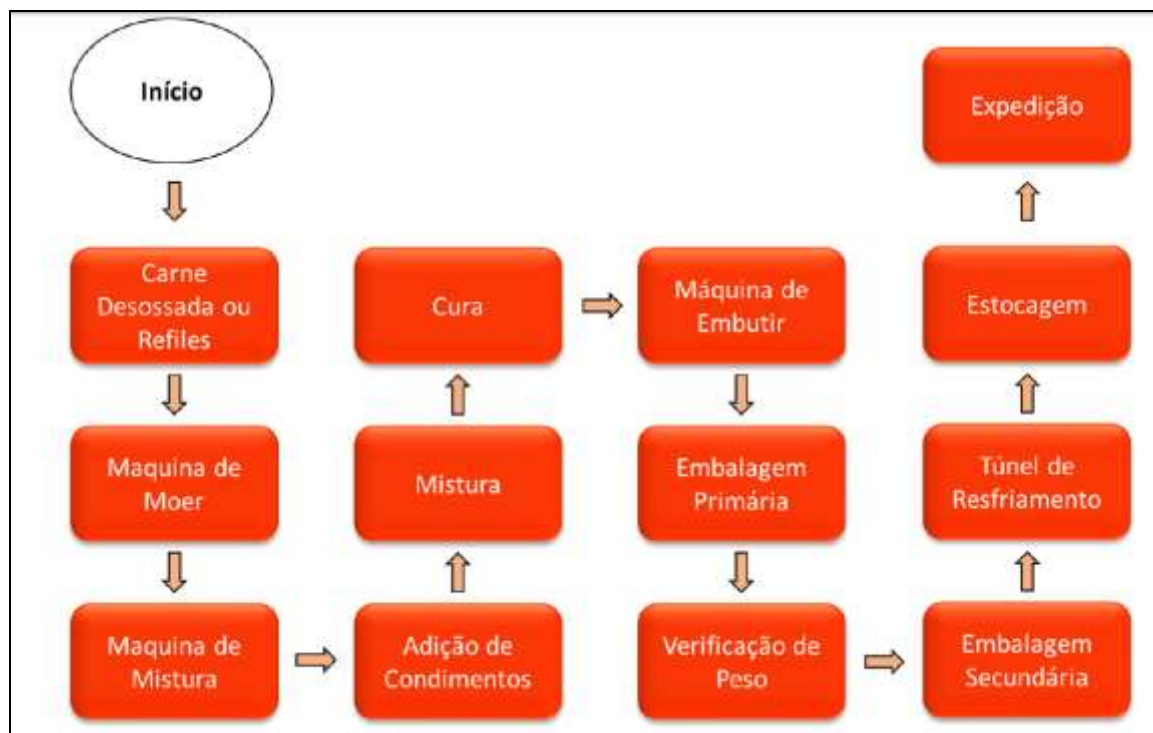 Início
Carne
Desossada ou
Refiles
Maquina de
Moer
Maquina de
Mistura
Adição de
Condimentos
Mistura
Cura
Máquina de
Embutir
Embalagem
Primária
Verificação de
Peso
Embalagem
Secundária
Túnel de
Resfriamento
Estocagem
Expedição